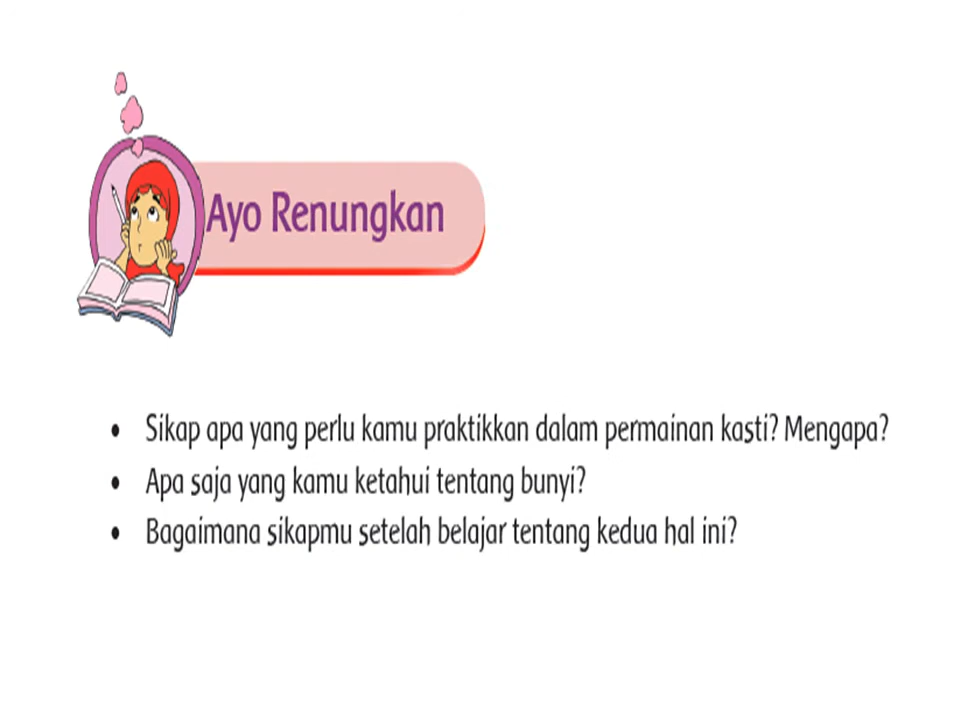 Ayo Renungkan
• Sikap apa yang perlu kamu praktikkan dalam permainan kasti? Mengapa?
• Apa saja yang kamu ketahui tentang bunyi?
• Bagaimana sikapmu setelah belajar tentang kedua hal ini?